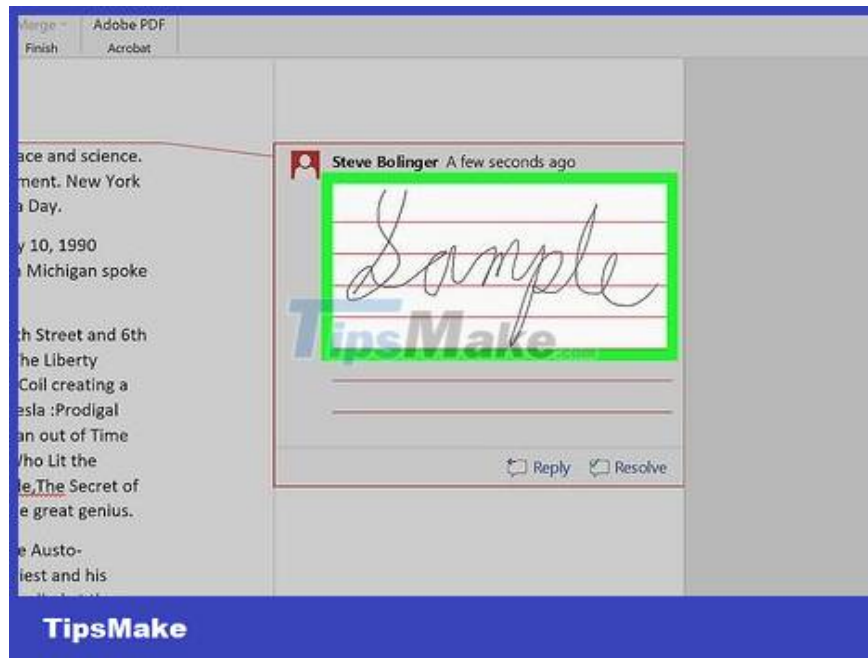 Merge
Adobe PDF
Finish
Acrobat
ace and science.
ment. New York
a Day.
y 10, 1990
Michigan spoke
th Street and 6th
The Liberty
Coil creating a
esla :Prodigal
an out of Time
Who Lit the
le,The Secret of
e great genius.
e Austo-
iest and his
Steve Bolinger A few seconds ago
Sample
TipsMake.com
Reply Resolve
TipsMake